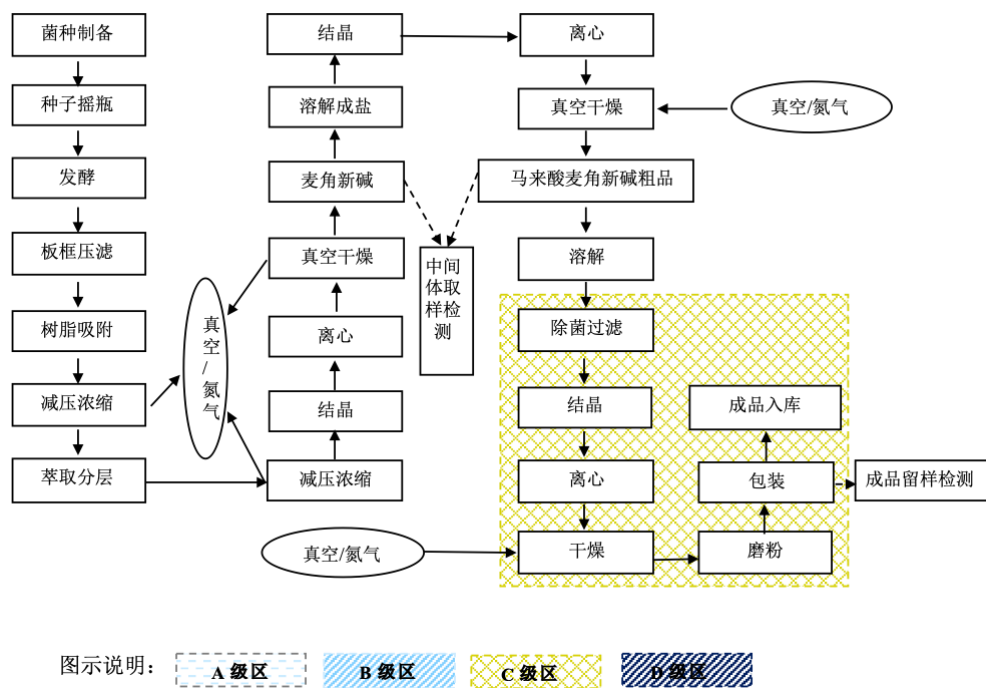 菌种制备
种子摇瓶
发酵
板框压滤
树脂吸附
减压浓缩
萃取分层
真空/氮气
结晶
溶解成盐
麦角新碱
真空干燥
离心
结晶
减压浓缩
真空/氮气
中间
体取
样检
测
离心
真空干燥
真空/氮气
马来酸麦角新碱粗品
溶解
除菌过滤
结晶
离心
干燥
成品入库
包装
磨粉
成品留样检测
图示说明：
A 级区
B 级区
C 级区
D 级区